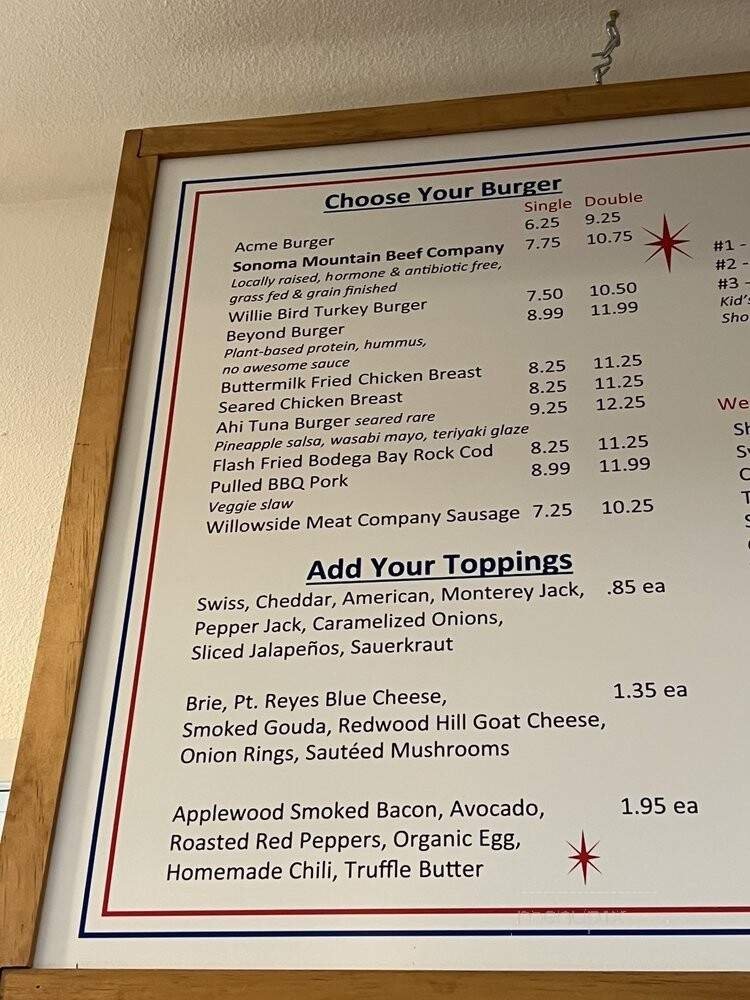 Choose Your Burger
Single Double
Acme Burger 6.25 9.25
Sonoma Mountain Beef Company 7.75 10.75
Locally raised, hormone & antibiotic free,
grass fed & grain finished
Willie Bird Turkey Burger 7.50 10.50
Beyond Burger 8.99 11.99
Plant-based protein, hummus,
no awesome sauce
Buttermilk Fried Chicken Breast 8.25 11.25
Seared Chicken Breast 8.25 11.25
Ahi Tuna Burger seared rare 9.25 12.25
Pineapple salsa, wasabi mayo, teriyaki glaze
Flash Fried Bodega Bay Rock Cod 8.25 11.25
Pulled BBQ Pork 8.99 11.99
Veggie slaw
Willowside Meat Company Sausage 7.25 10.25
Add Your Toppings
Swiss, Cheddar, American, Monterey Jack, .85 ea
Pepper Jack, Caramelized Onions,
Sliced Jalapeños, Sauerkraut
Brie, Pt. Reyes Blue Cheese, 1.35 ea
Smoked Gouda, Redwood Hill Goat Cheese,
Onion Rings, Sautéed Mushrooms
Applewood Smoked Bacon, Avocado, 1.95 ea
Roasted Red Peppers, Organic Egg,
Homemade Chili, Truffle Butter
#1 -
#2 -
#3 -
Kid's
Sho
We